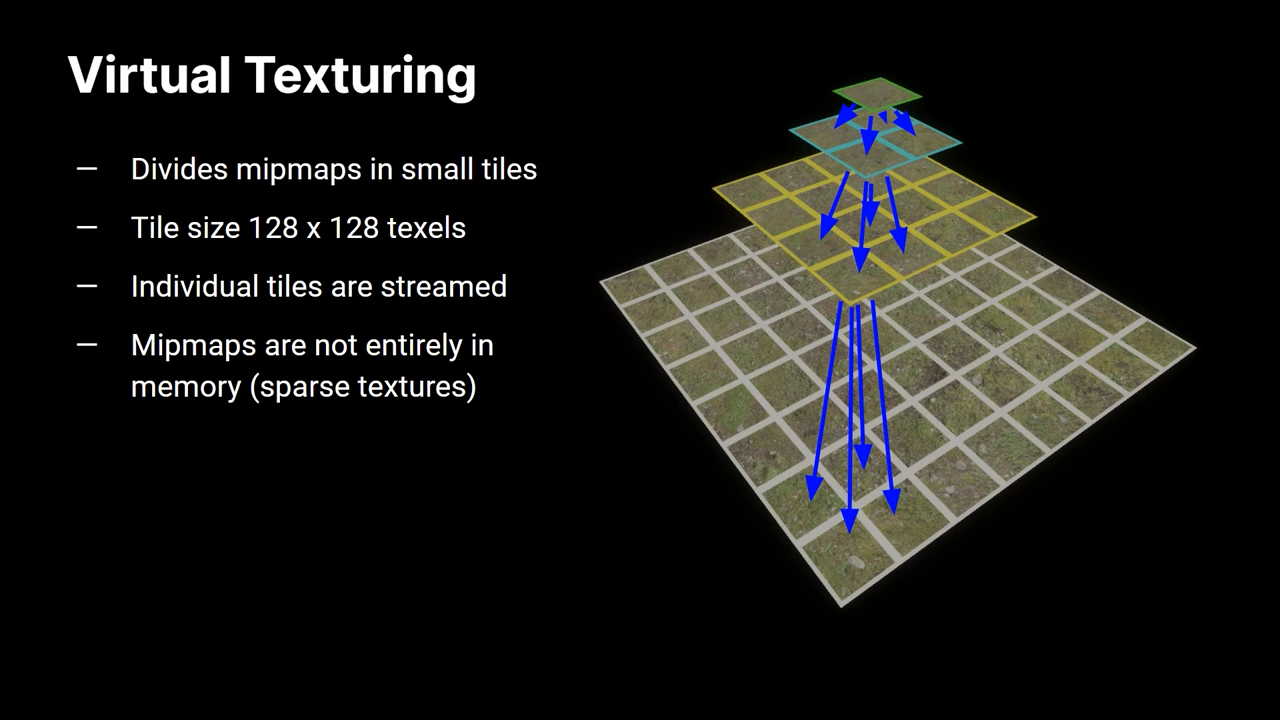 Virtual Texturing
— Divides mipmaps in small tiles
— Tile size 128 x 128 texels
— Individual tiles are streamed
— Mipmaps are not entirely in
memory (sparse textures)